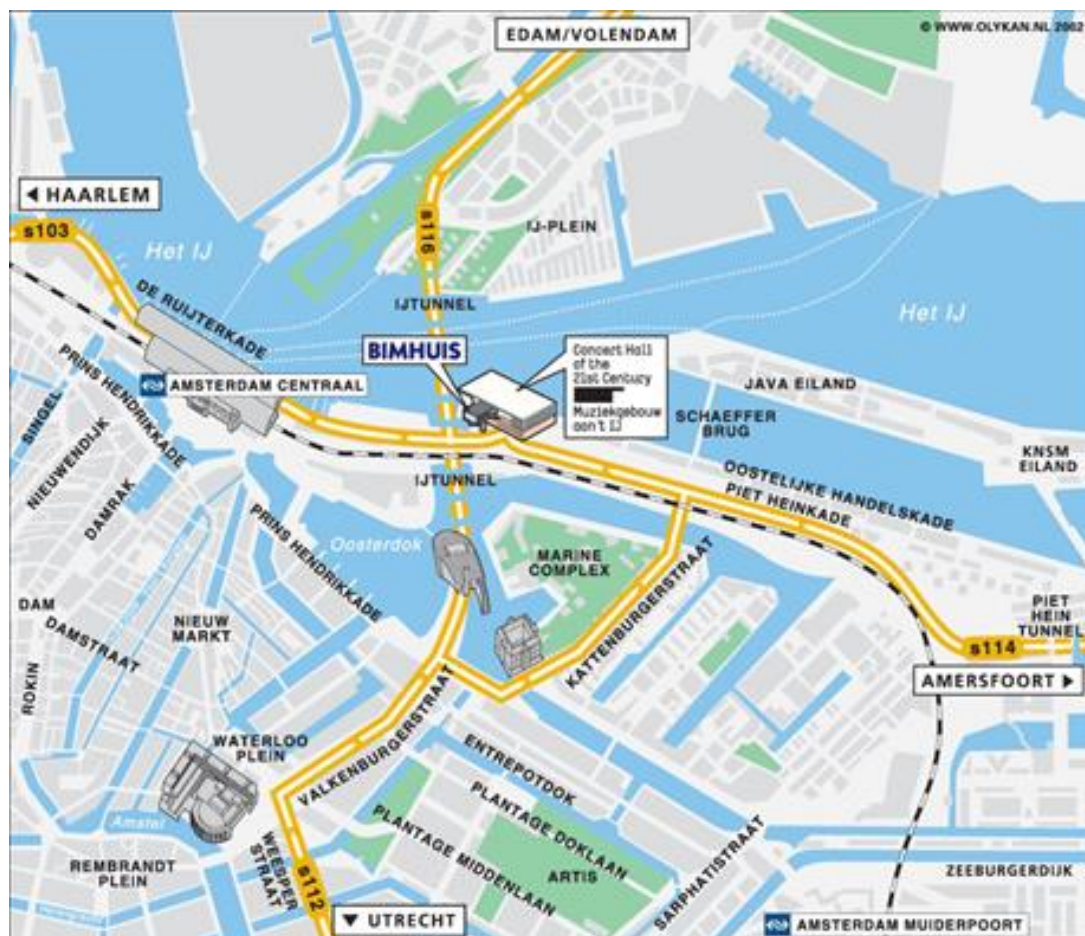 EDAM/VOLENDAM
© WWW.OLYKAN.NL 2002
◄ HAARLEM
s103
s116
IJ-PLEIN
Het IJ
DE RUIJTERKADE
IJTUNNEL
Het IJ
BIMHUIS
Concert Hall
of the
21st Century
Muziekgebouw
aan't IJ
PRINS HENDRIKKADE
AMSTERDAM CENTRAAL
JAVA EILAND
SCHAEFFER
BRUG
SINGEL
NIEUWENDIJK
DAMRAK
KNSM
EILAND
IJTUNNEL
OOSTELIJKE HANDELSKADE
PIET HEINKADE
PRINS HENDRIKKADE
Oosterdok
MARINE
COMPLEX
KATTENBURGERSTRAAT
DAM
DAMSTRAAT
NIEUW
MARKT
ROKIN
PIET
HEIN
TUNNEL
s114
AMERSFOORT ►
WATERLOO
PLEIN
VALKENBURGERSTRAAT
ENTREPOTDOK
PLANTAGE DOKLAAN
PLANTAGE MIDDENLAAN
Amstel
REMBRANDT
PLEIN
WEESPER
STRAAT
s112
ARTIS
SARPHATISTRAAT
ZEEBURGERDIJK
▼ UTRECHT
AMSTERDAM MUIDERPOORT